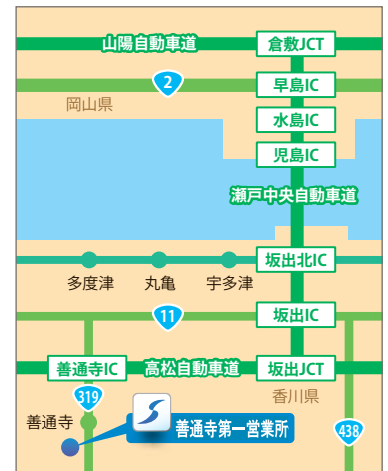 山陽自動車道
倉敷JCT
2
早島IC
岡山県
水島IC
児島IC
瀬戸中央自動車道
坂出北IC
多度津
丸亀
宇多津
11
坂出IC
善通寺IC
高松自動車道
坂出JCT
319
香川県
善通寺
善通寺第一営業所
438